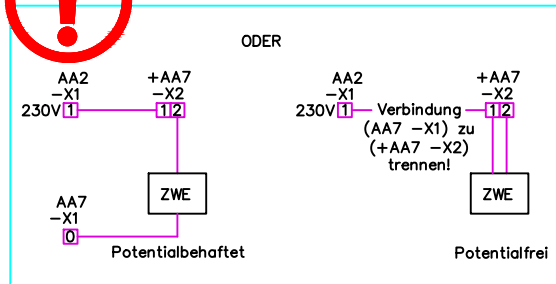 ODER
AA2
-X1
230V 1
+AA7
-X2
1 2
ZWE
AA7
-X1
0
Potentialbehaftet
AA2
-X1
230V 1
Verbindung
(AA7 -X1) zu
(+AA7 -X2)
trennen!
+AA7
-X2
1 2
ZWE
Potentialfrei